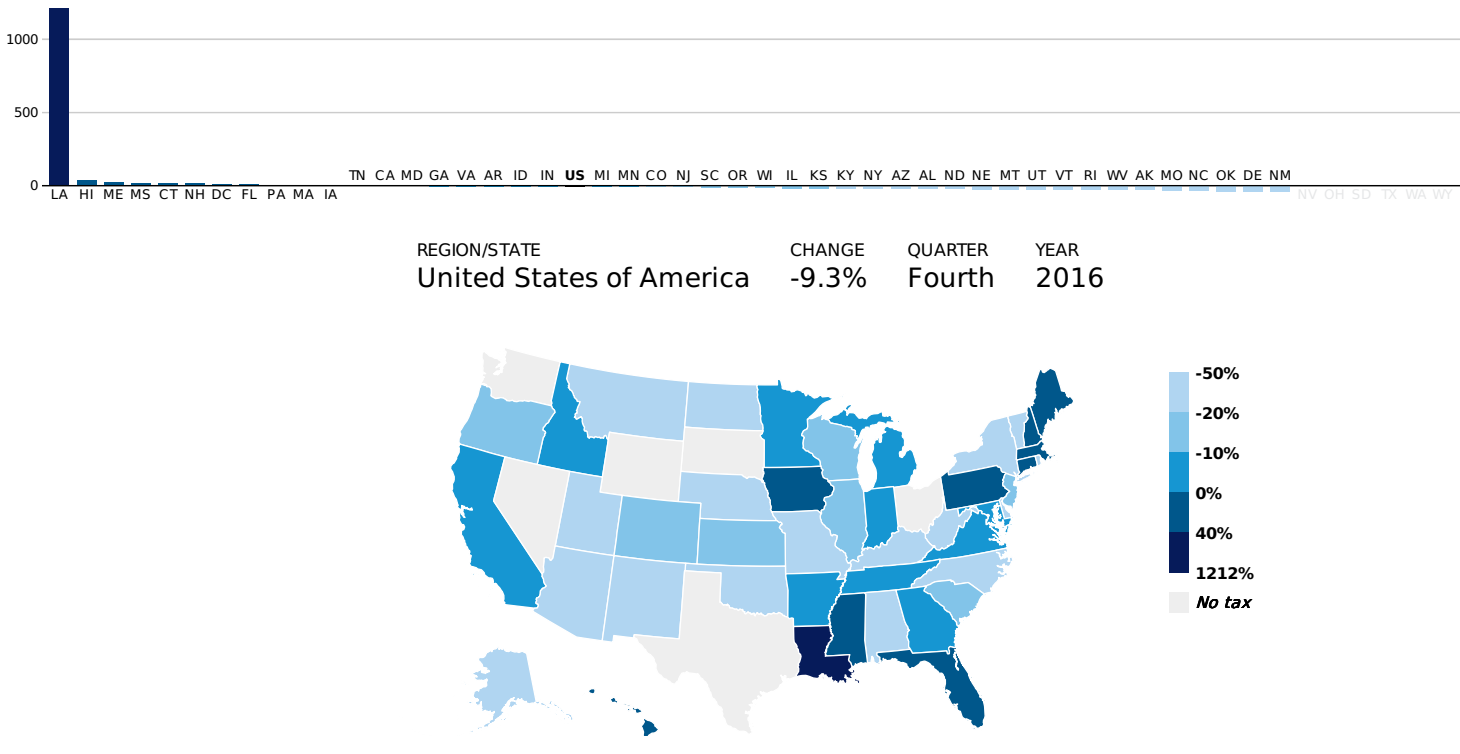 1000
500
0
TN CA MD GA VA AR ID IN US MI MN CO NJ SC OR WI IL KS KY NY AZ AL ND NE MT UT VT RI WV AK MO NC OK DE NM
LA HI ME MS CT NH DC FL PA MA IA NV OH SD TX WA WY
REGION/STATE CHANGE QUARTER YEAR
United States of America -9.3% Fourth 2016
-50%
-20%
-10%
0%
40%
1212%
No tax